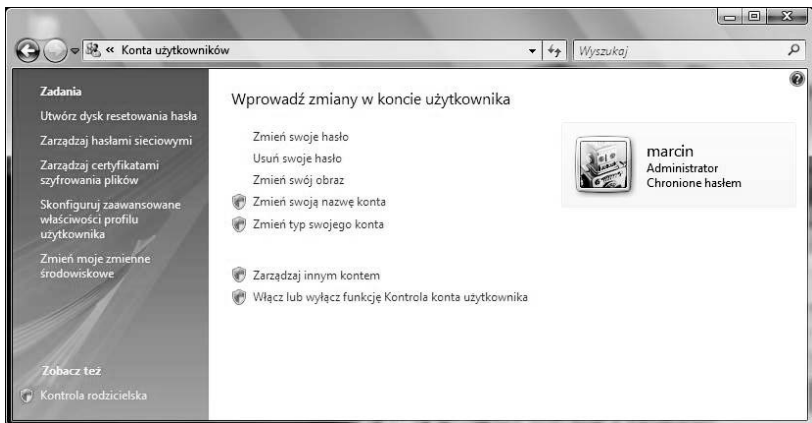 « Konta użytkowników
Wyszukaj
Zadania
Utwórz dysk resetowania hasła
Zarządzaj hasłami sieciowymi
Zarządzaj certyfikatami
szyfrowania plików
Skonfiguruj zaawansowane
właściwości profilu
użytkownika
Zmień moje zmienne
środowiskowe
Zobacz też
Kontrola rodzicielska
Wprowadź zmiany w koncie użytkownika
Zmień swoje hasło
Usuń swoje hasło
Zmień swój obraz
Zmień swoją nazwę konta
Zmień typ swojego konta
Zarządzaj innym kontem
Włącz lub wyłącz funkcję Kontrola konta użytkownika
marcin
Administrator
Chronione hasłem